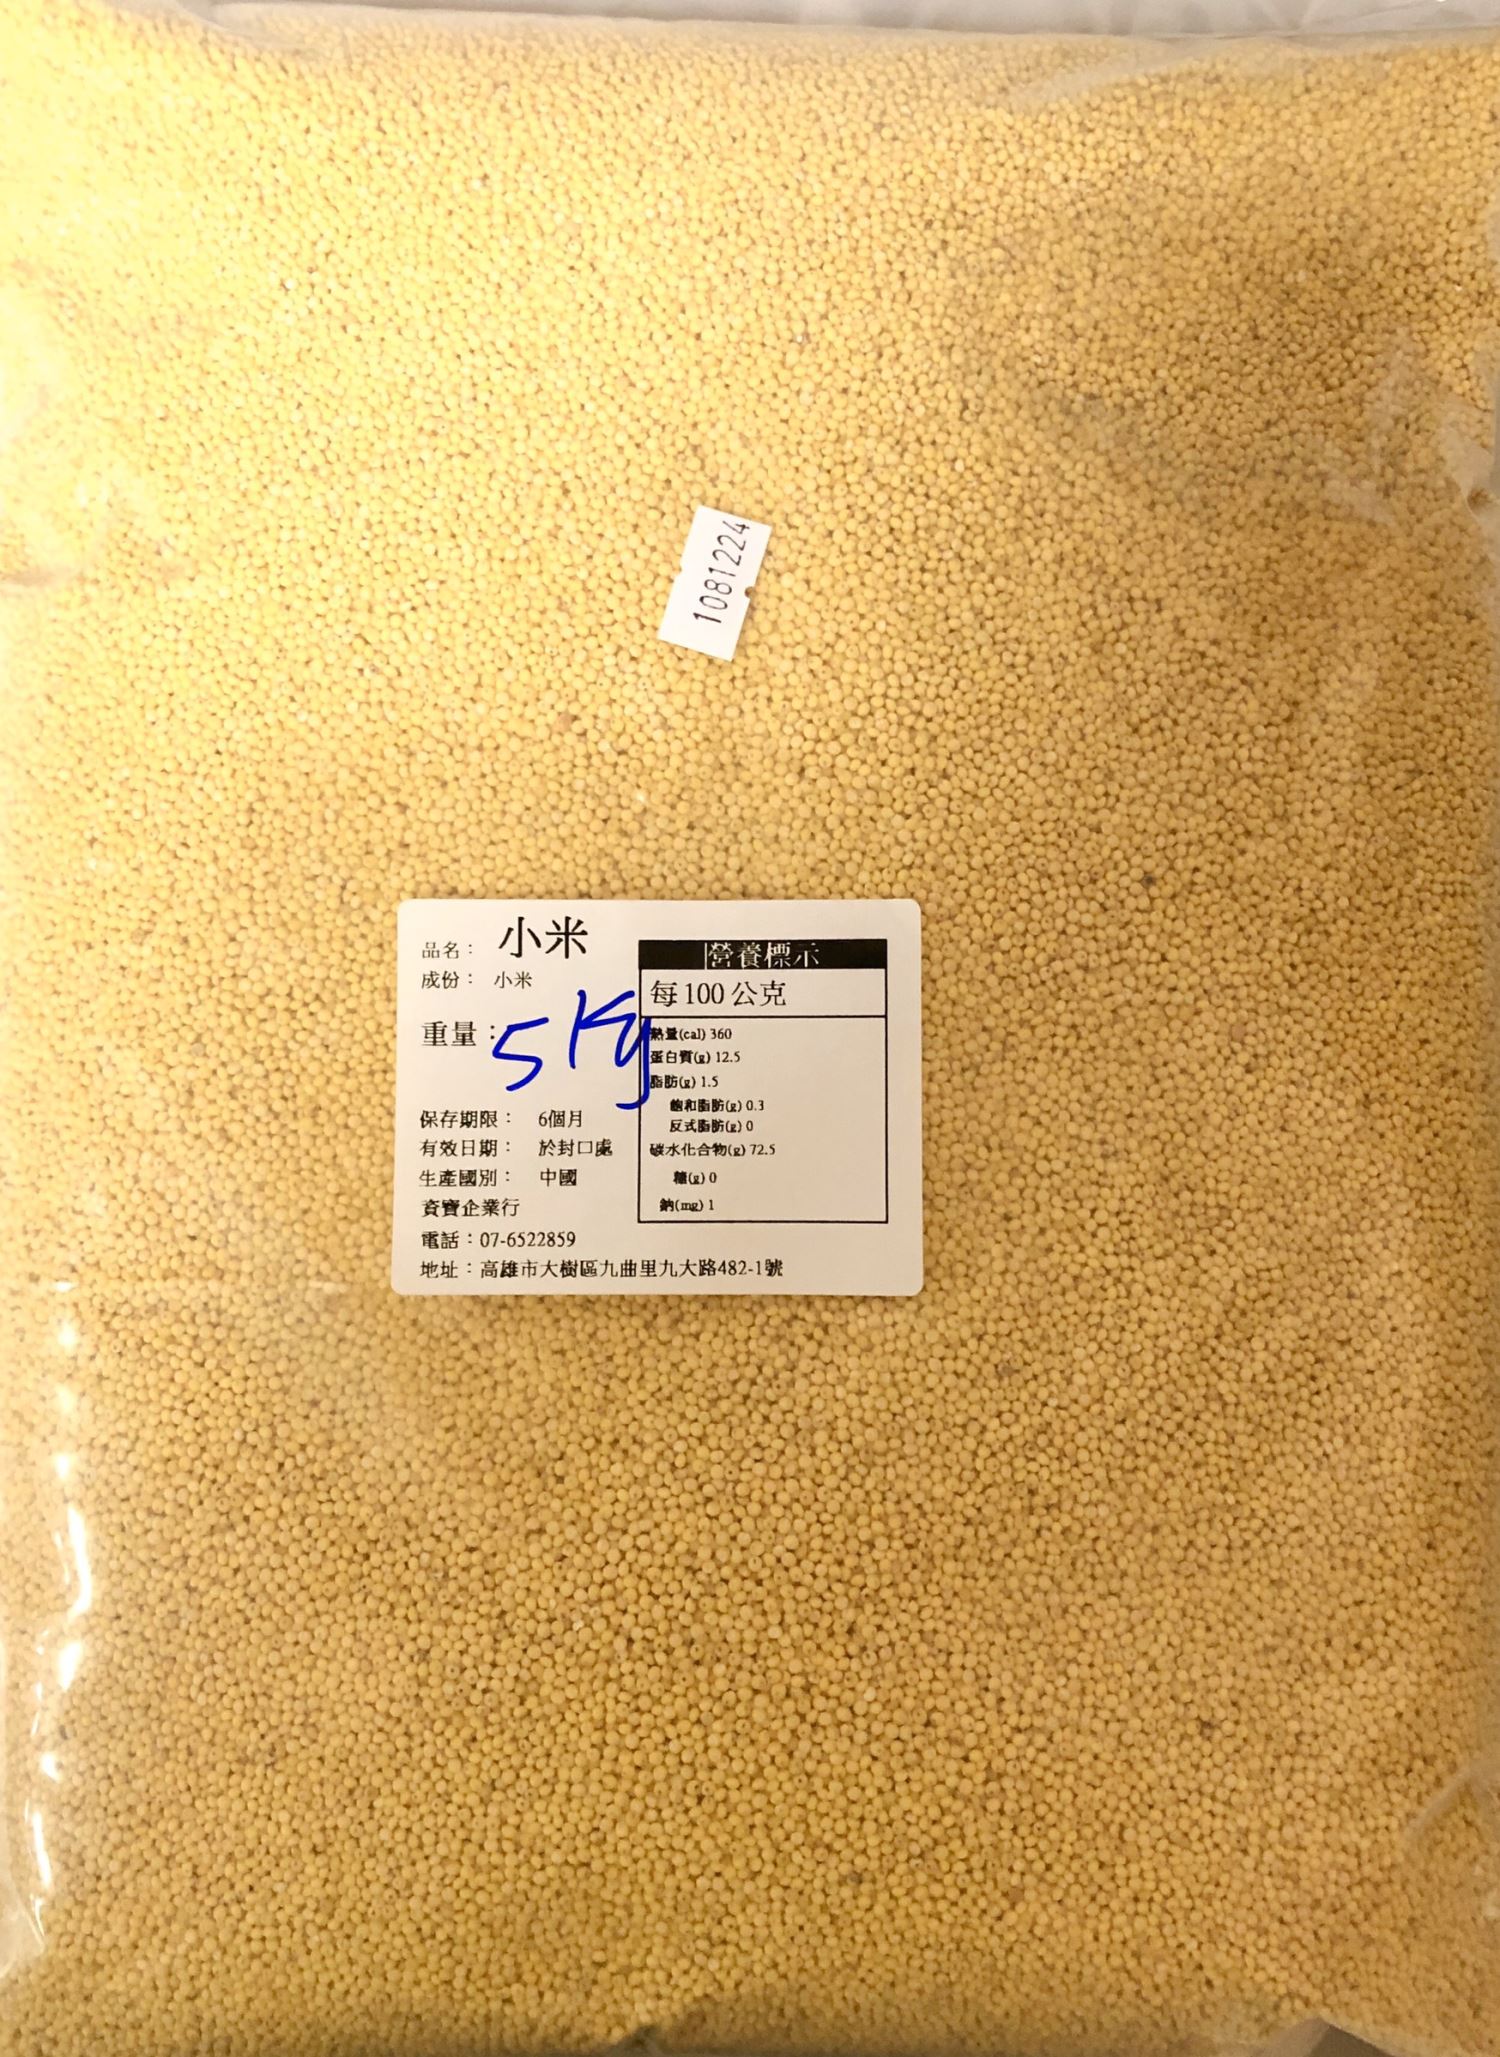 1081224
品名： 小米
成份： 小米
重量：5Kg
保存期限： 6個月
有效日期： 於封口處
生產國別： 中國
資寶企業行
電話：07-6522859
地址：高雄市大樹區九曲里九大路482-1號
營養標示
每100公克
熱量(cal) 360
蛋白質(g) 12.5
脂肪(g) 1.5
飽和脂肪(g) 0.3
反式脂肪(g) 0
碳水化合物(g) 72.5
糖(g) 0
鈉(mg) 1